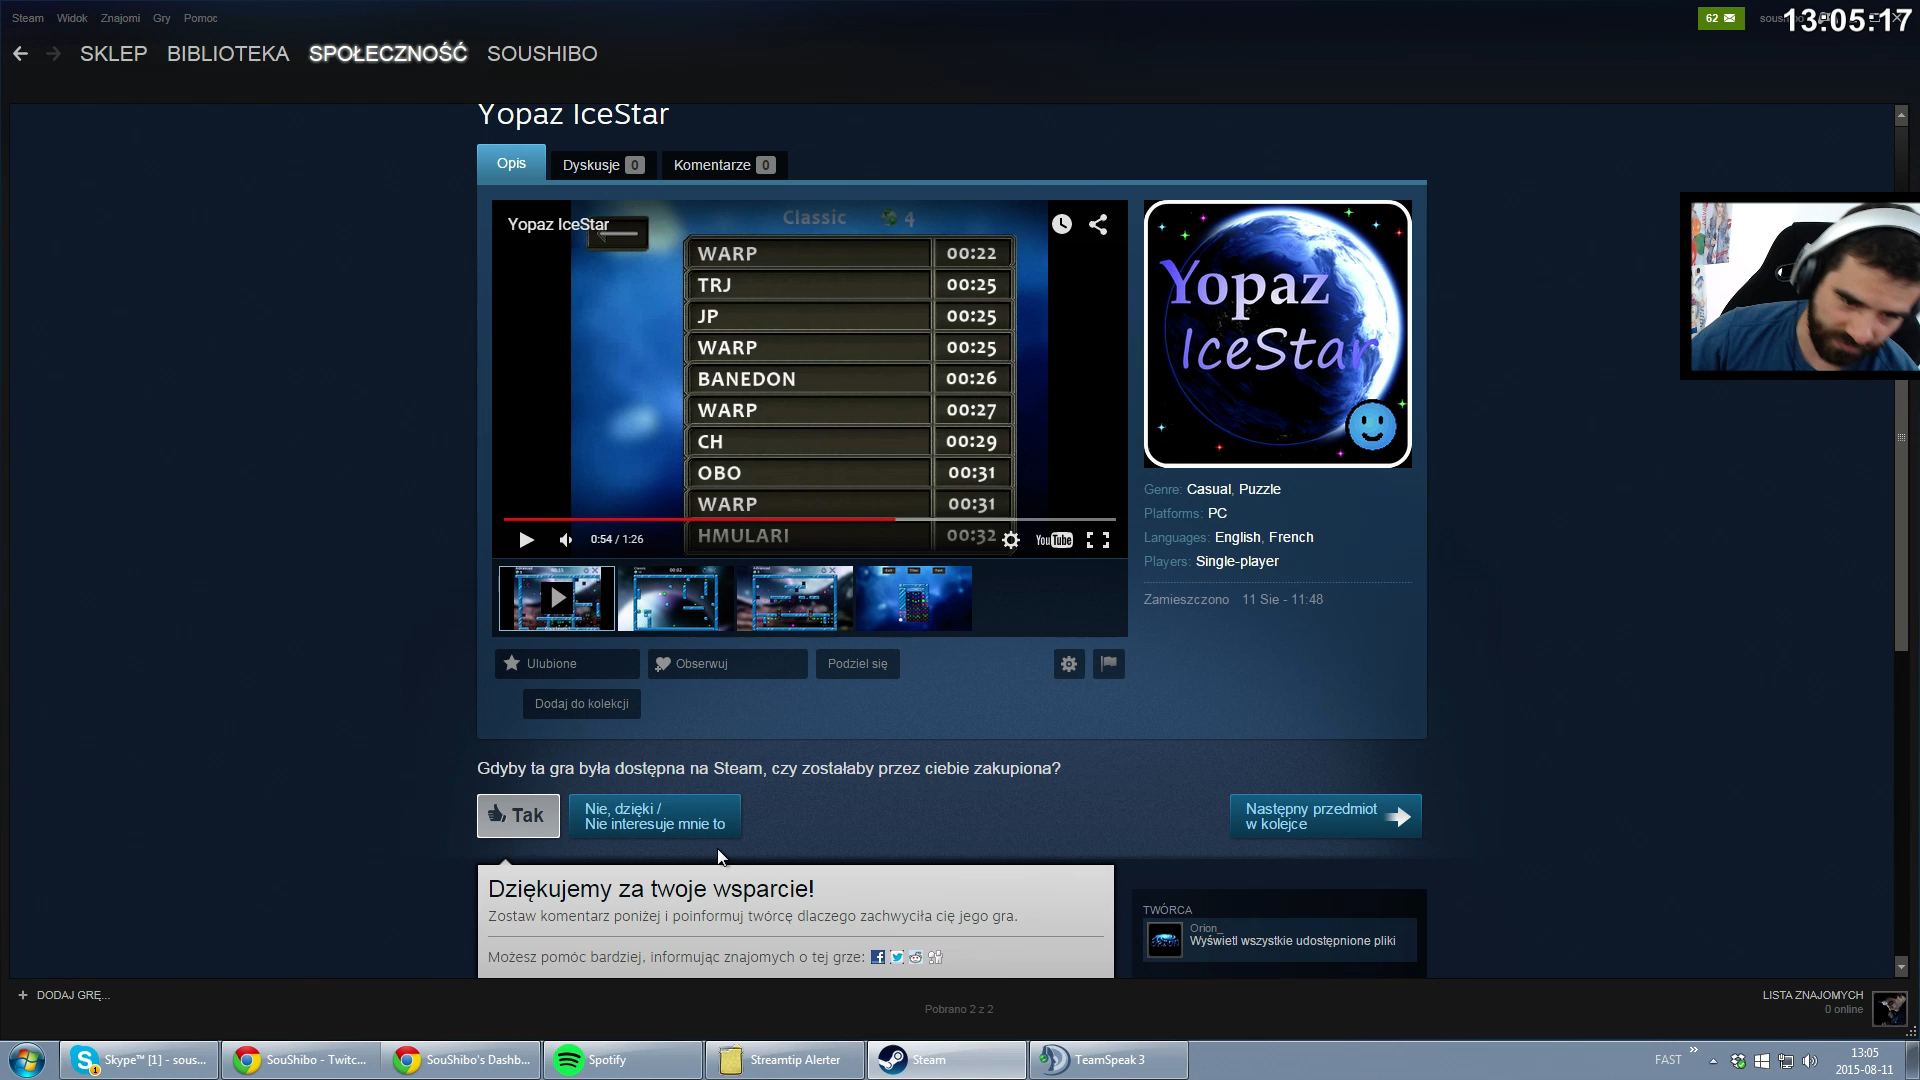 Steam Widok Znajomi Gry Pomoc
62
13:05:17
SKLEP BIBLIOTEKA SPOŁECZNOŚĆ SOUSHIBO
Yopaz IceStar
Opis
Dyskusje 0
Komentarze 0
Yopaz IceStar
Classic 4
WARP 00:22
TRJ 00:25
JP 00:25
WARP 00:25
BANEDON 00:26
WARP 00:27
CH 00:29
OBO 00:31
WARP 00:31
HMULARI 00:32
0:54 / 1:26
YouTube
Yopaz
IceStar
Genre: Casual, Puzzle
Platforms: PC
Languages: English, French
Players: Single-player
Zamieszczono 11 Sie - 11:48
Ulubione
Obserwuj
Podziel się
Dodaj do kolekcji
Gdyby ta gra była dostępna na Steam, czy zostałaby przez ciebie zakupiona?
Tak
Nie, dzięki /
Nie interesuje mnie to
Następny przedmiot
w kolejce
Dziękujemy za twoje wsparcie!
Zostaw komentarz poniżej i poinformuj twórcę dlaczego zachwyciła cię jego gra.
Możesz pomóc bardziej, informując znajomych o tej grze:
TWÓRCA
Orion_
Wyświetl wszystkie udostępnione pliki
+ DODAJ GRĘ...
Pobrano 2 z 2
LISTA ZNAJOMYCH
0 online
Skype™ [1] - sous...
SouShibo - Twitc...
SouShibo's Dashb...
Spotify
Streamtip Alerter
Steam
TeamSpeak 3
FAST
13:05
2015-08-11